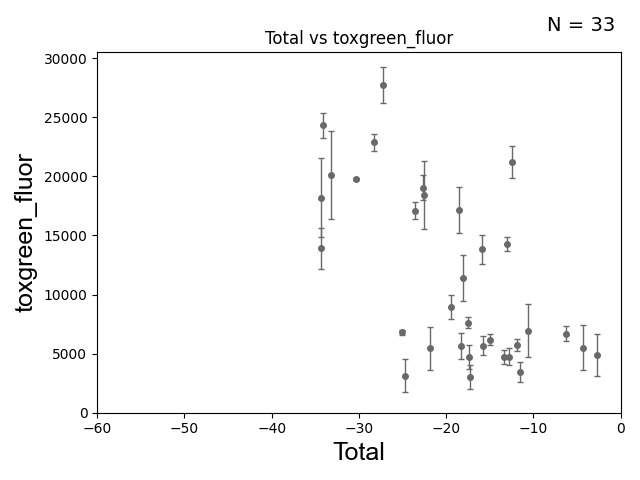 N = 33
Total vs toxgreen_fluor
30000
25000
20000
15000
10000
5000
0
toxgreen_fluor
−60 −50 −40 −30 −20 −10 0
Total